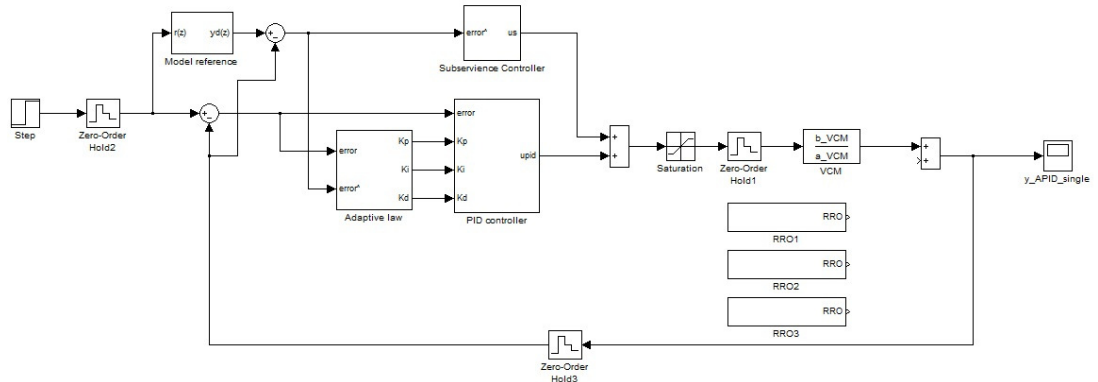 r(z)
yd(z)
Model reference
error^
us
Subservience Controller
Step
Zero-Order
Hold2
error
error^
Kp
Ki
Kd
Adaptive law
error
Kp
Ki
Kd
upid
PID controller
Saturation
Zero-Order
Hold1
b_VCM
a_VCM
VCM
y_APID_single
RRO
RRO1
RRO
RRO2
RRO
RRO3
Zero-Order
Hold3